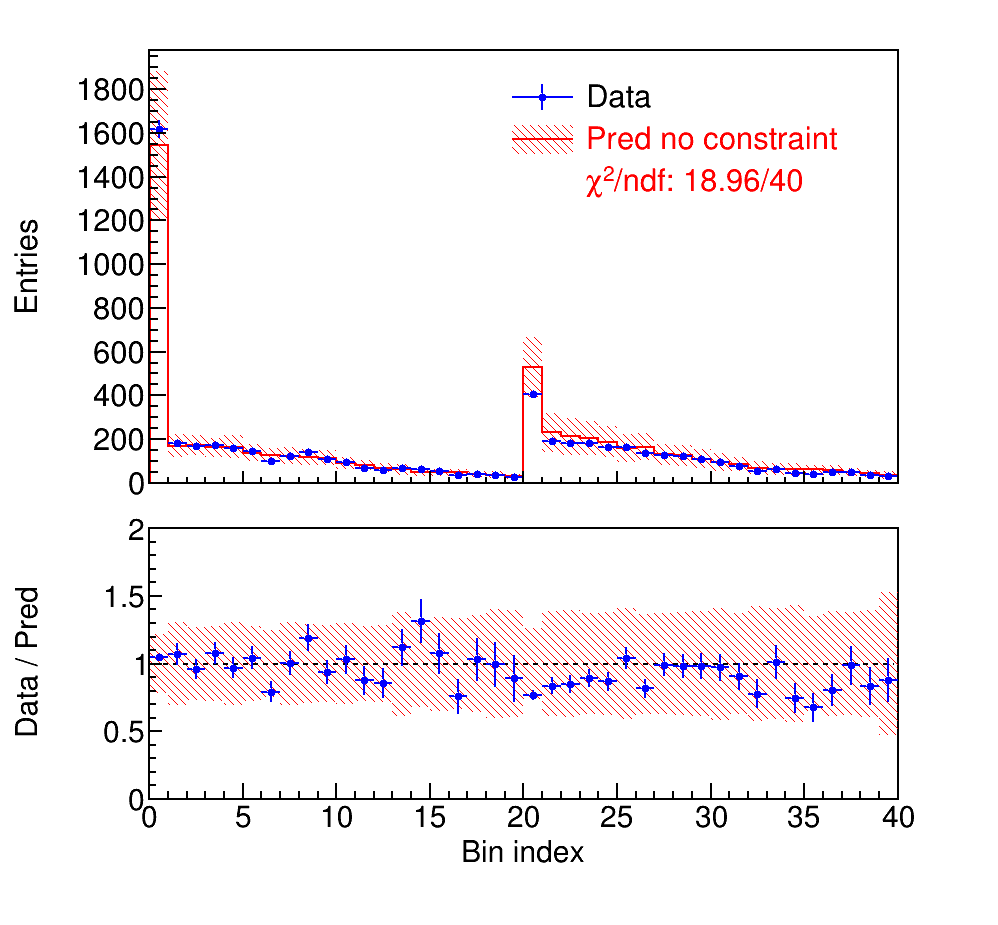 1800
1600
1400
1200
1000
800
600
400
200
0
Entries
Data
Pred no constraint
χ²/ndf: 18.96/40
2
1.5
1
0.5
0
Data / Pred
0 5 10 15 20 25 30 35 40
Bin index